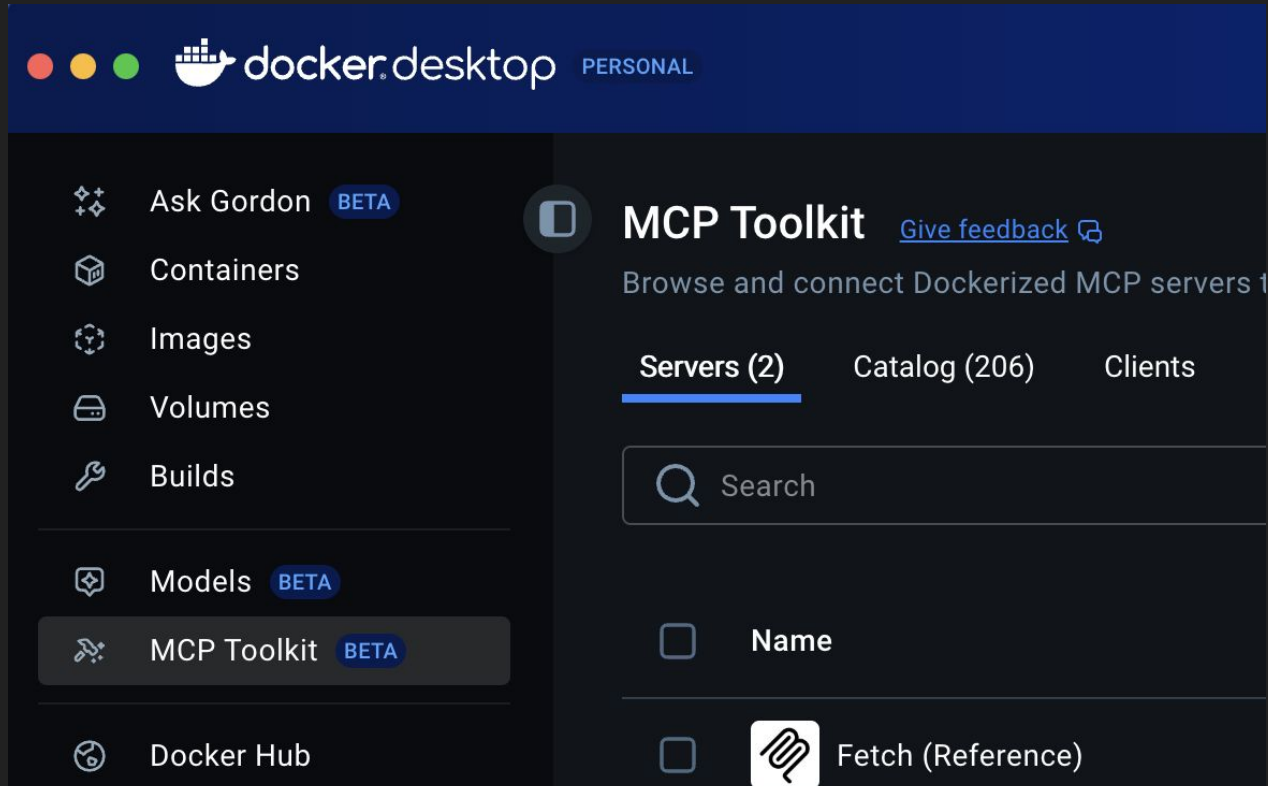 docker desktop PERSONAL
Ask Gordon BETA
Containers
Images
Volumes
Builds
Models BETA
MCP Toolkit BETA
Docker Hub
MCP Toolkit Give feedback
Browse and connect Dockerized MCP servers
Servers (2) Catalog (206) Clients
Search
Name
Fetch (Reference)